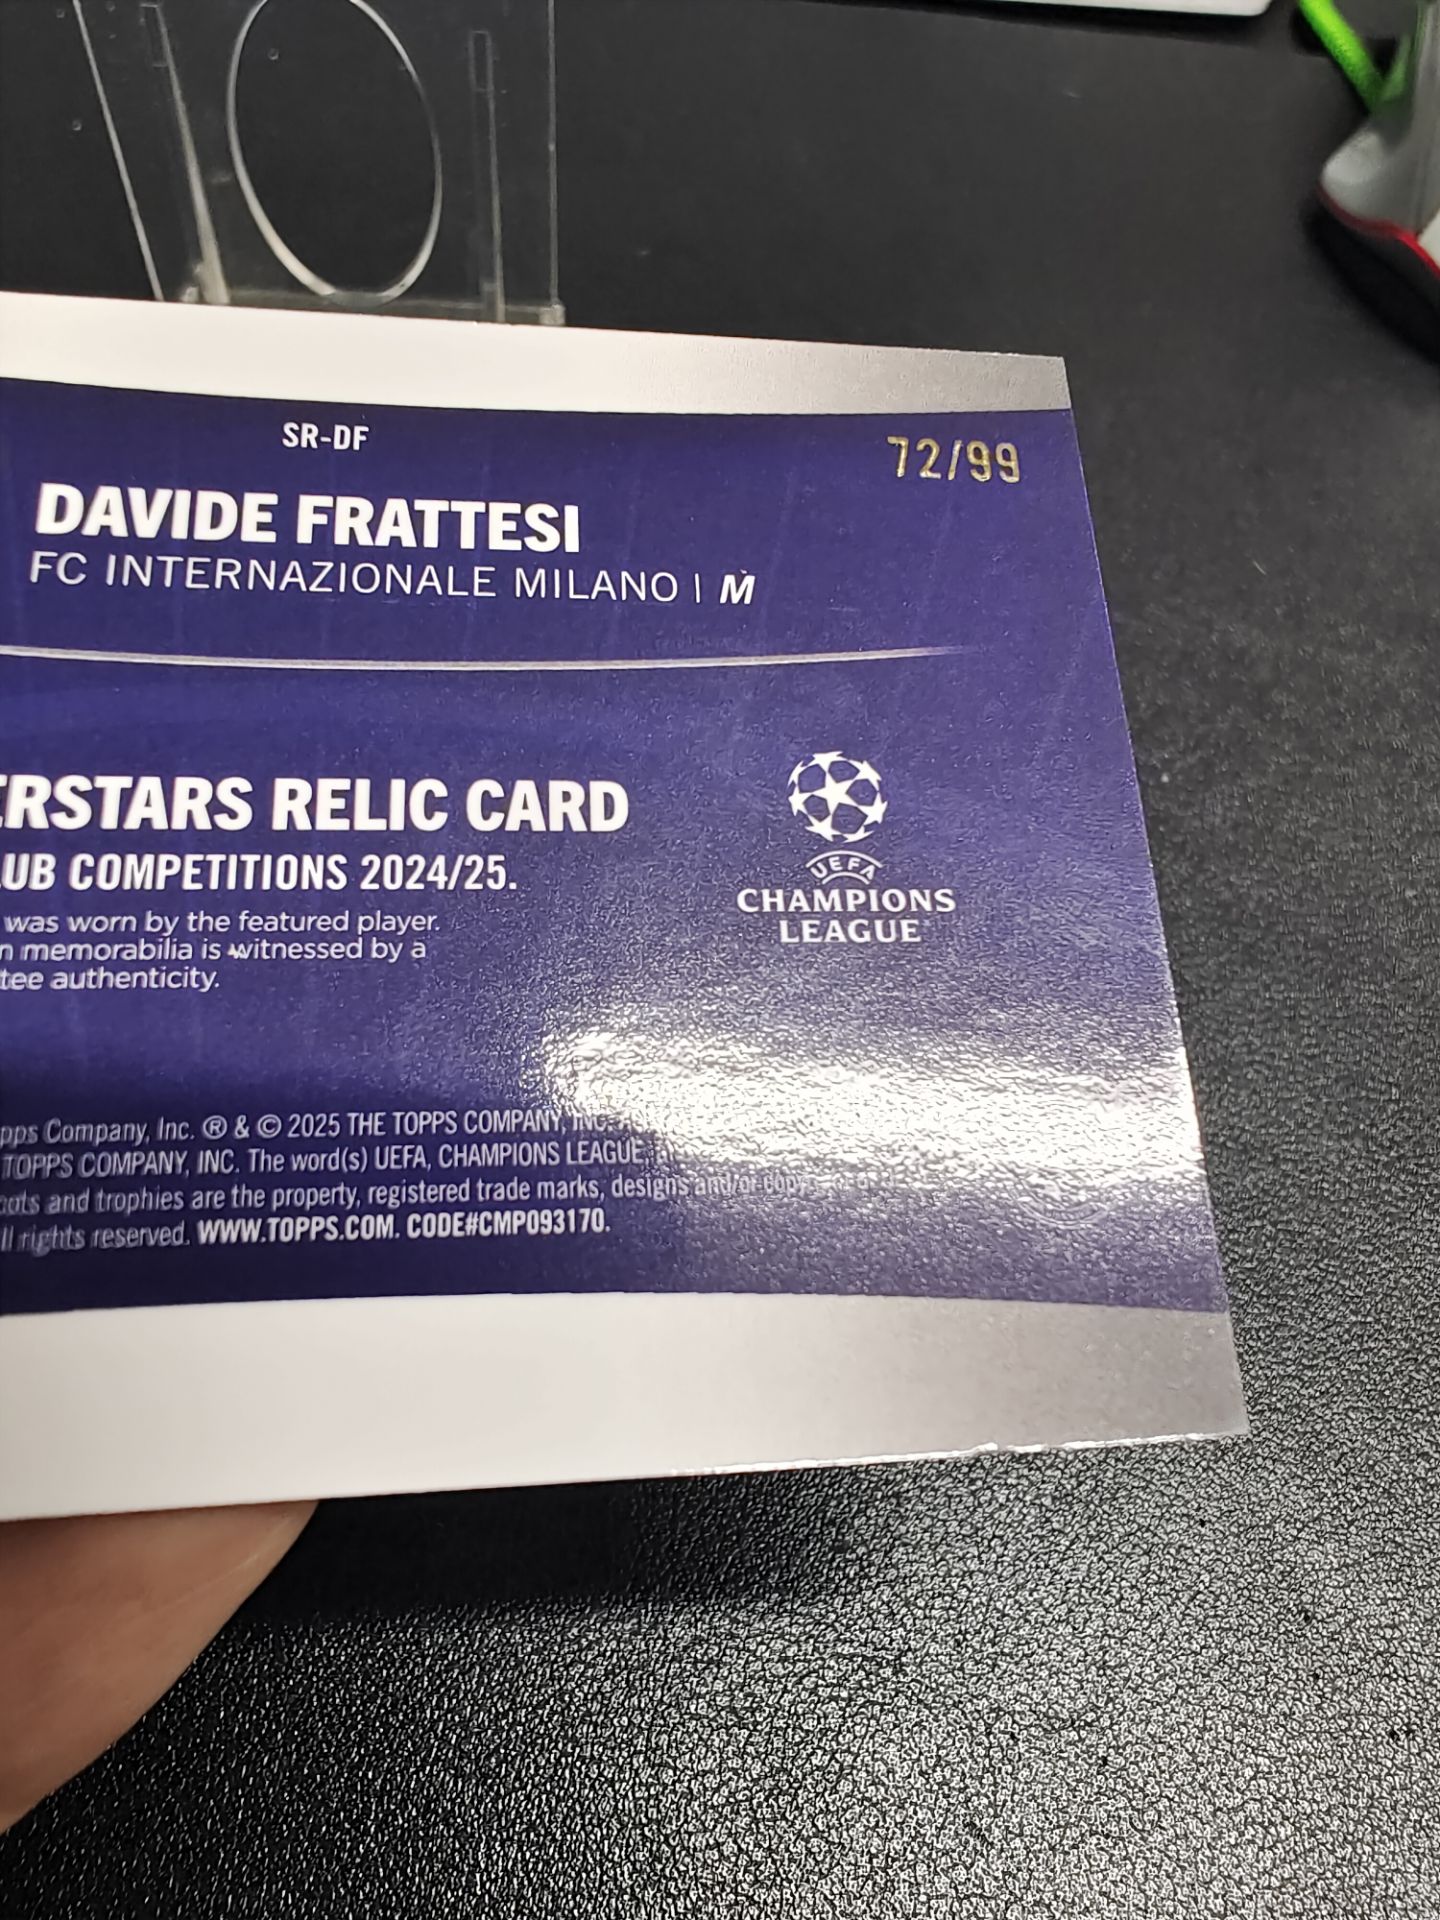 SR-DF
72/99
DAVIDE FRATTESI
FC INTERNAZIONALE MILANO | M
ERSTARS RELIC CARD
UB COMPETITIONS 2024/25.
was worn by the featured player.
n memorabilia is witnessed by a
tee authenticity.
UEFA
CHAMPIONS
LEAGUE
pps Company, Inc. ® & © 2025 THE TOPPS COMPANY, INC.
TOPPS COMPANY, INC. The word(s) UEFA, CHAMPIONS LEAGUE,
and trophies are the property, registered trade marks, designs and/or
ll rights reserved. WWW.TOPPS.COM. CODE#CMP093170.